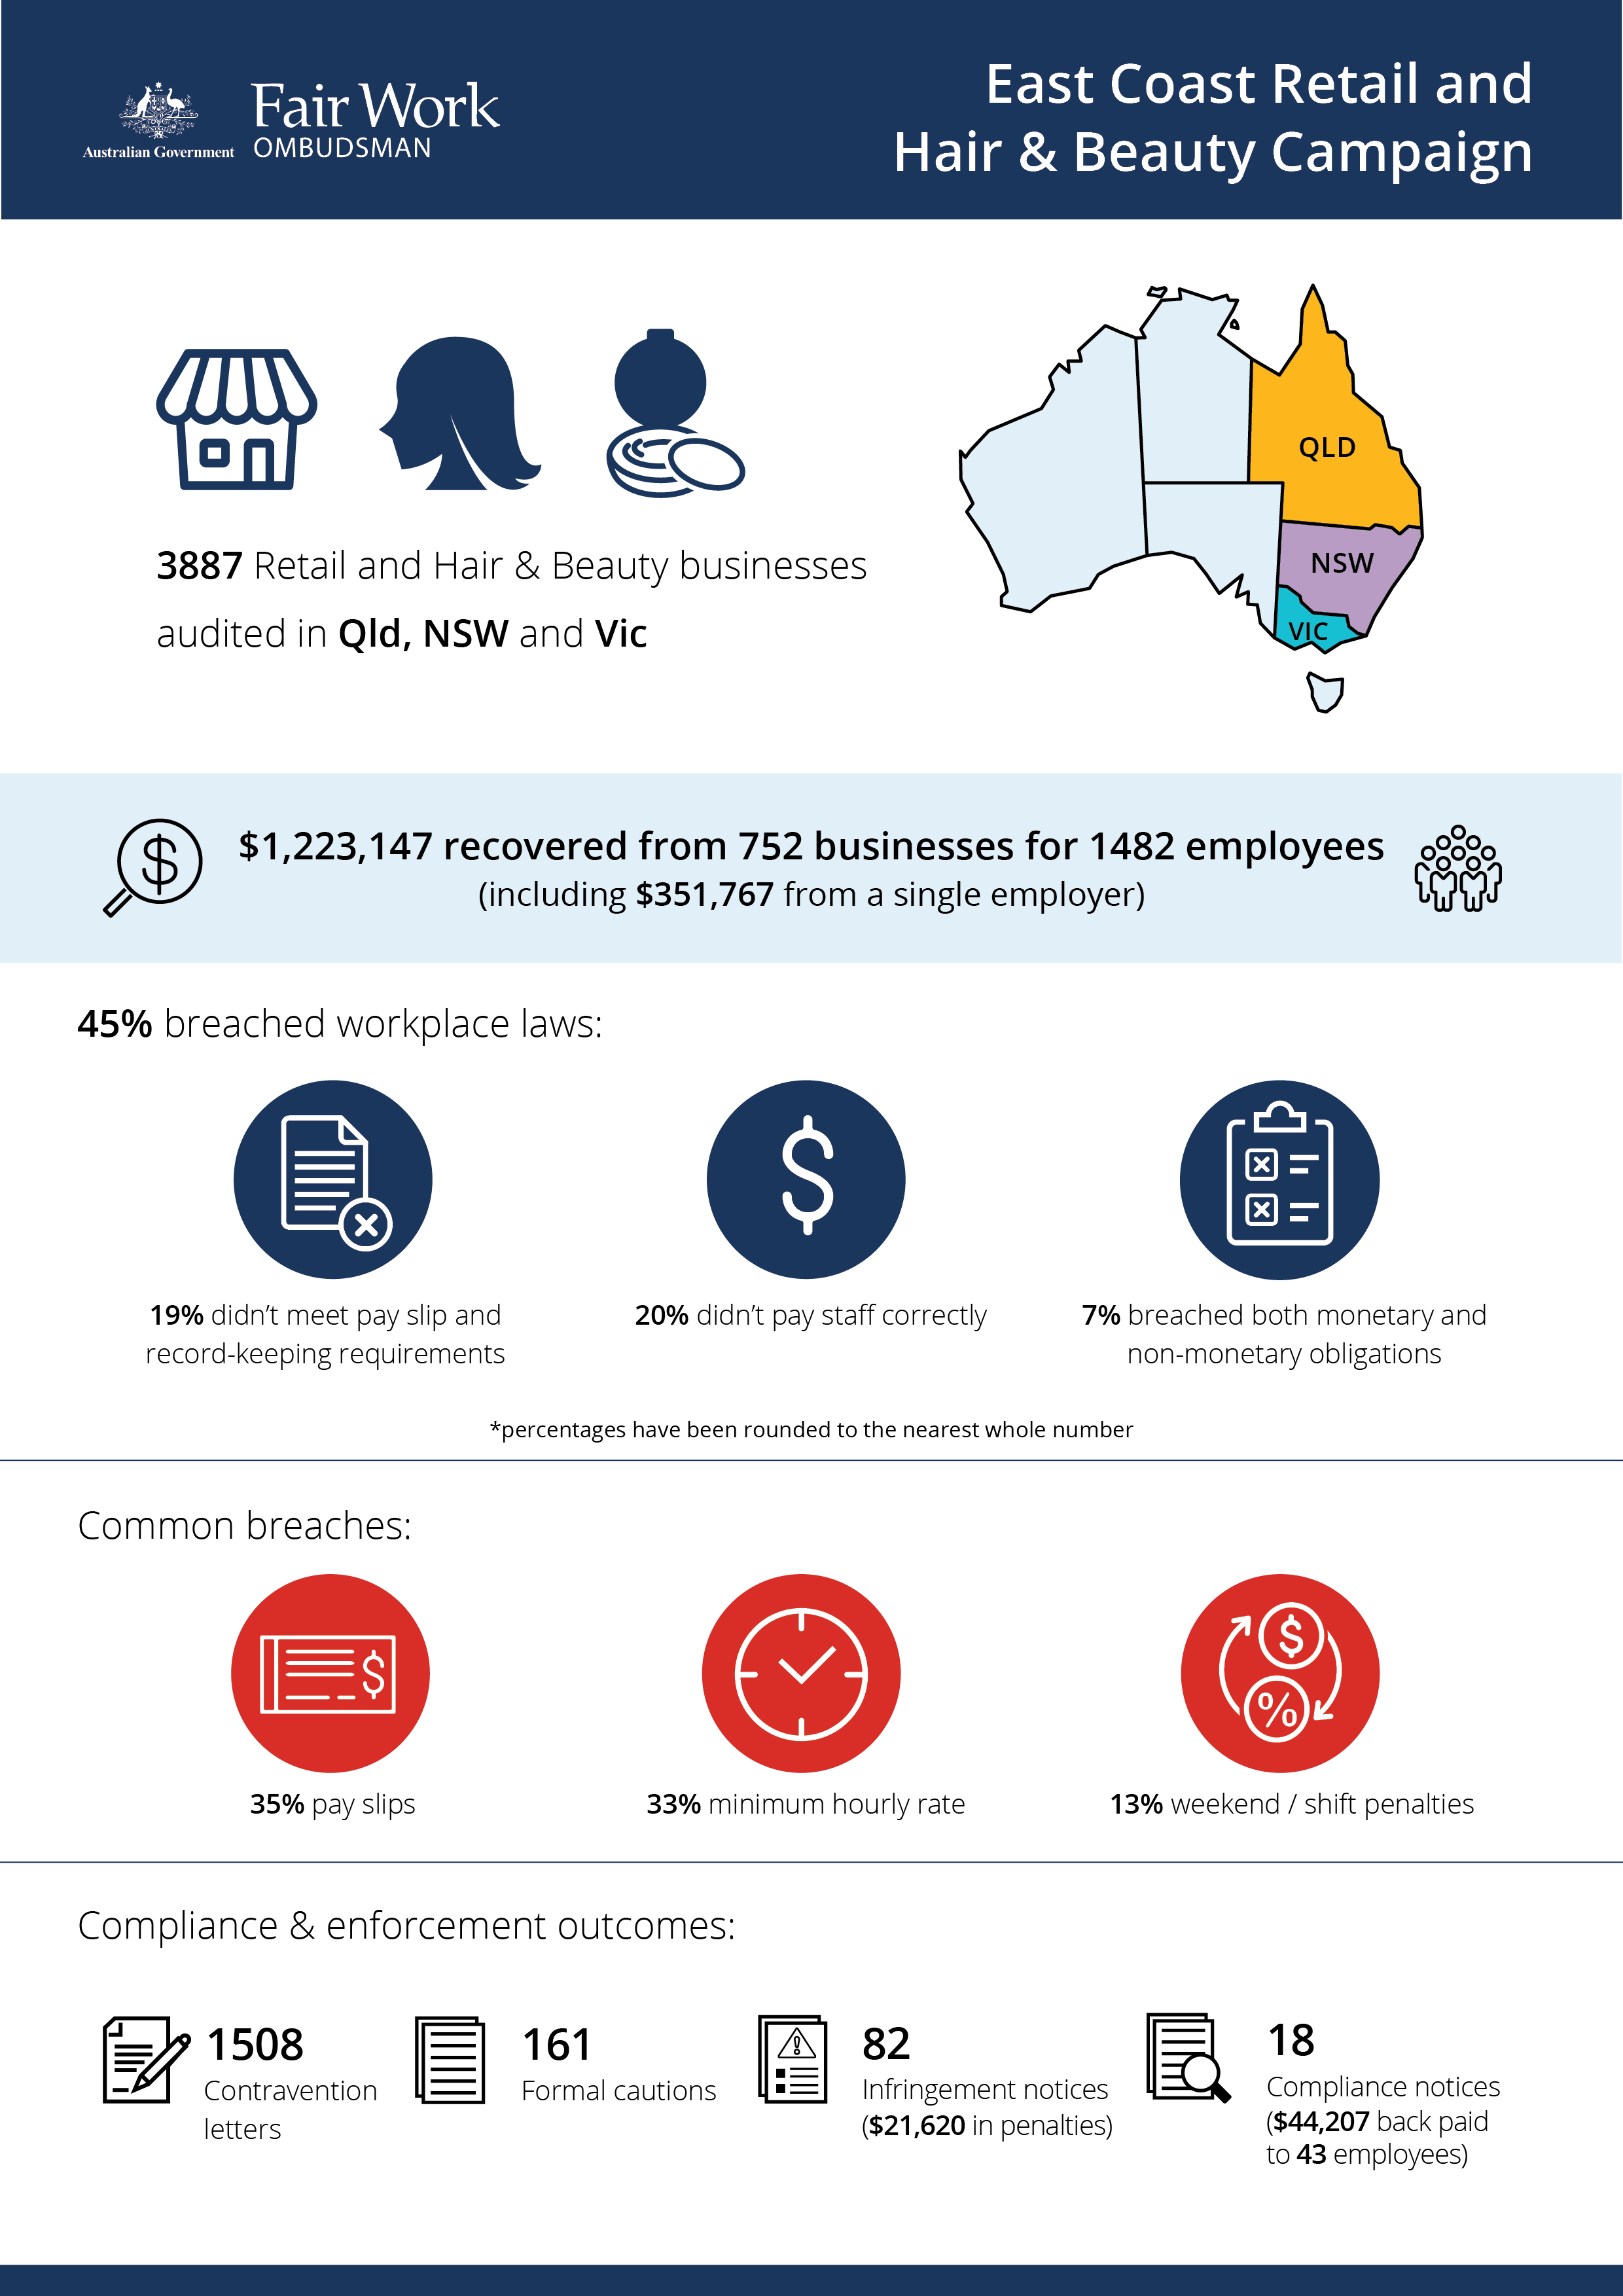 Australian Government
Fair Work
OMBUDSMAN
East Coast Retail and
Hair & Beauty Campaign
QLD
NSW
VIC
3887 Retail and Hair & Beauty businesses
audited in Qld, NSW and Vic
$1,223,147 recovered from 752 businesses for 1482 employees
(including $351,767 from a single employer)
45% breached workplace laws:
19% didn’t meet pay slip and
record-keeping requirements
20% didn’t pay staff correctly
7% breached both monetary and
non-monetary obligations
*percentages have been rounded to the nearest whole number
Common breaches:
35% pay slips
33% minimum hourly rate
13% weekend / shift penalties
Compliance & enforcement outcomes:
1508
Contravention
letters
161
Formal cautions
82
Infringement notices
($21,620 in penalties)
18
Compliance notices
($44,207 back paid
to 43 employees)